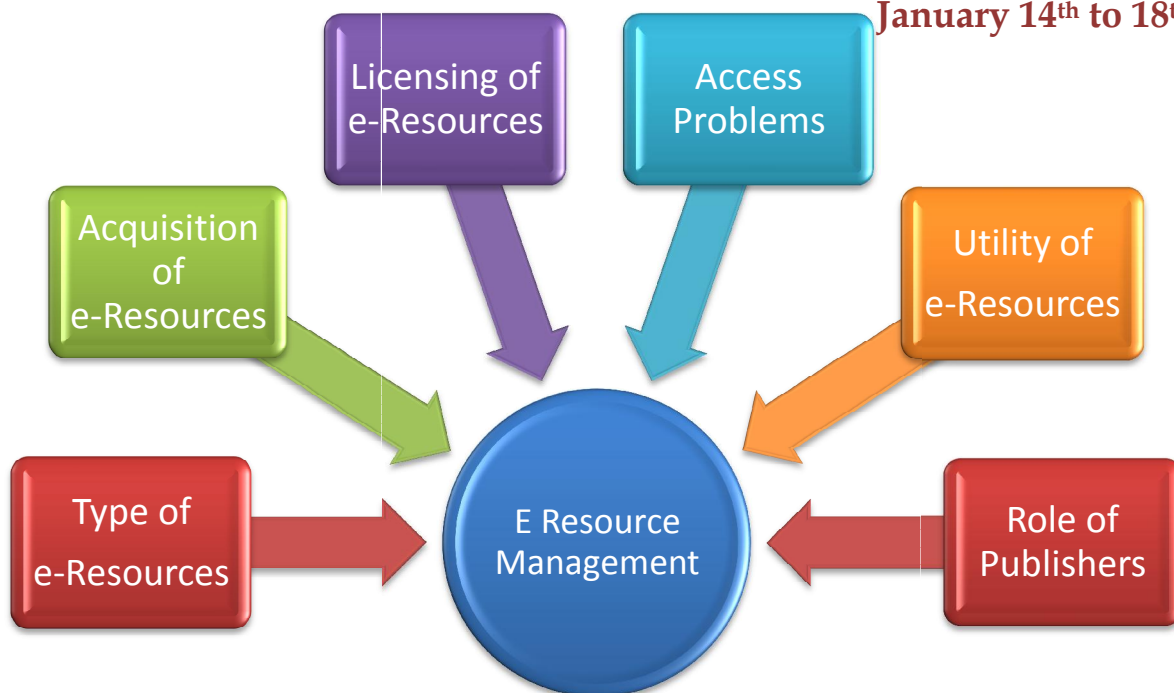 January 14th to 18t
Licensing of
e-Resources
Access
Problems
Acquisition
of
e-Resources
Utility of
e-Resources
Type of
e-Resources
E Resource
Management
Role of
Publishers